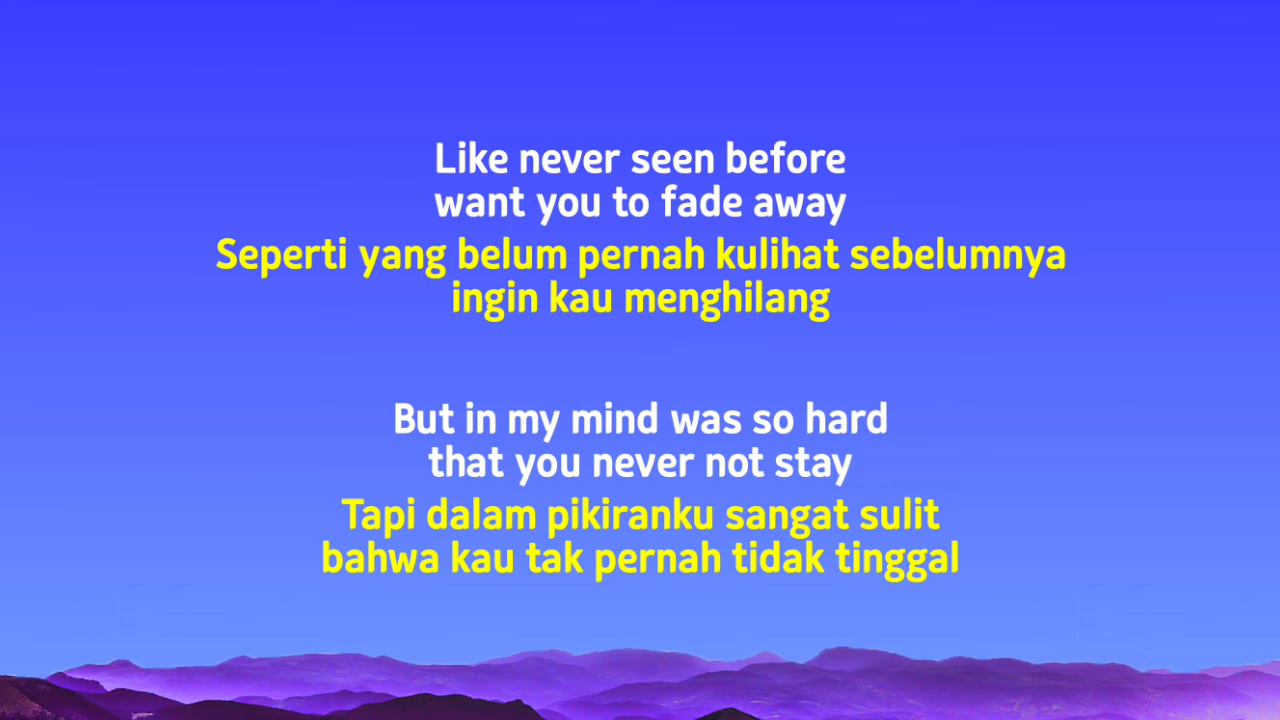 Like never seen before
want you to fade away
Seperti yang belum pernah kulihat sebelumnya
ingin kau menghilang
But in my mind was so hard
that you never not stay
Tapi dalam pikiranku sangat sulit
bahwa kau tak pernah tidak tinggal